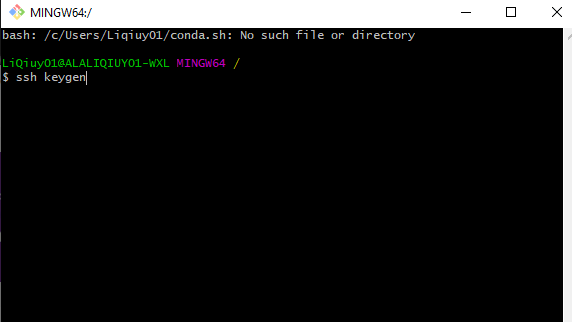 MINGW64:/
bash: /c/Users/Liqiuy01/conda.sh: No such file or directory
LiQiuy01@ALALIQIUY01-WXL MINGW64 /
$ ssh keygen